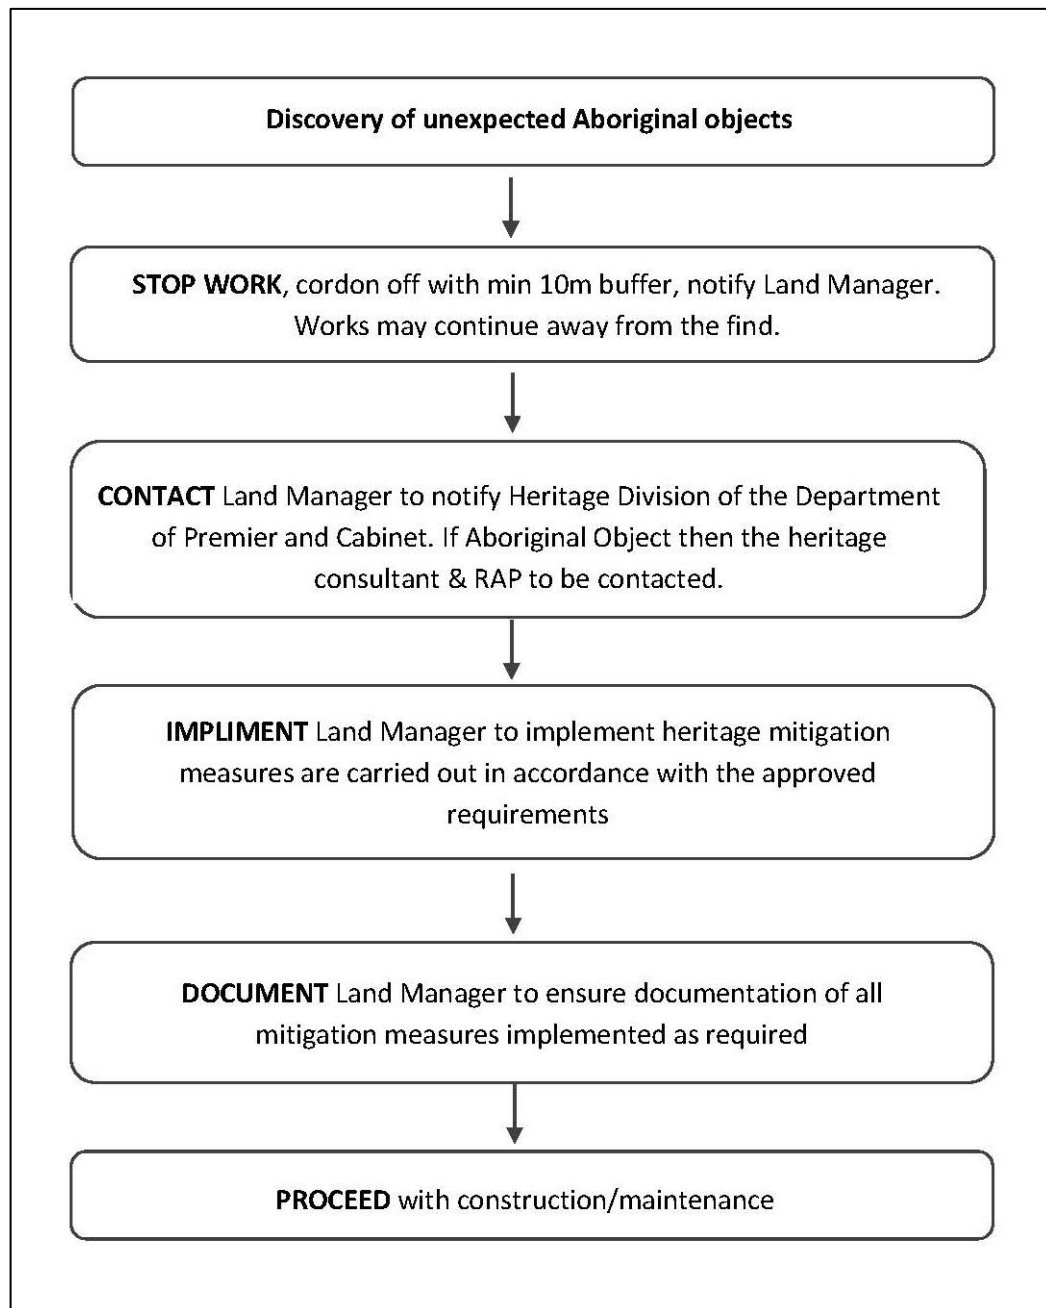 Discovery of unexpected Aboriginal objects
STOP WORK, cordon off with min 10m buffer, notify Land Manager.
Works may continue away from the find.
CONTACT Land Manager to notify Heritage Division of the Department
of Premier and Cabinet. If Aboriginal Object then the heritage
consultant & RAP to be contacted.
IMPLIMENT Land Manager to implement heritage mitigation
measures are carried out in accordance with the approved
requirements
DOCUMENT Land Manager to ensure documentation of all
mitigation measures implemented as required
PROCEED with construction/maintenance